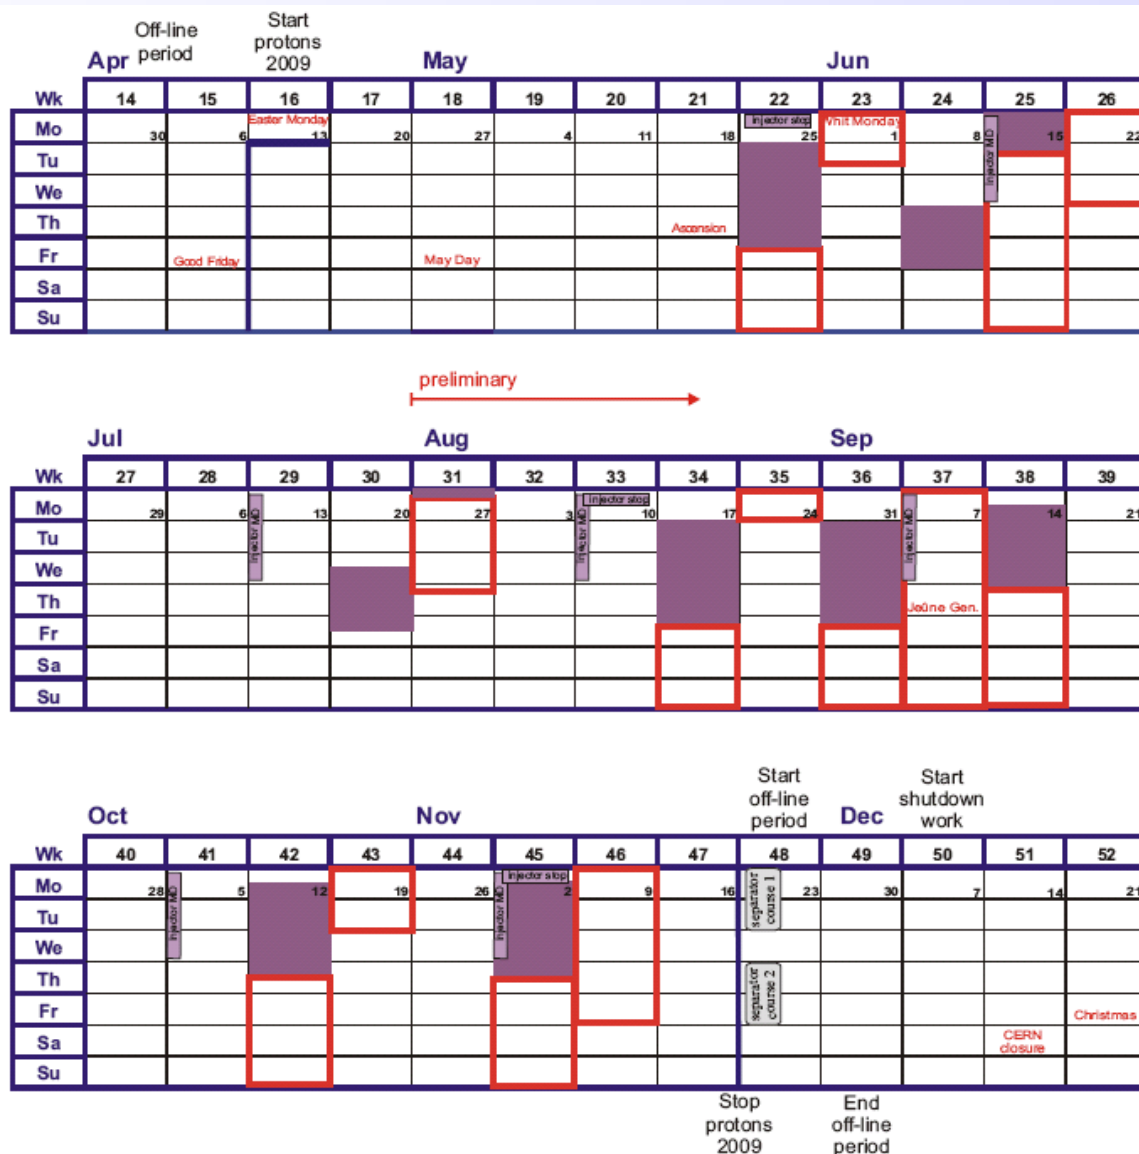 Off-line
period
Start
protons
2009
Apr May Jun
Wk 14 15 16 17 18 19 20 21 22 23 24 25 26
Mo Easter Monday injector stop Whit Monday
30 6 13 20 27 4 11 18 25 1 8 15 22
Tu
Injector MD
We
Th Ascension
Fr Good Friday May Day
Sa
Su
preliminary
Jul Aug Sep
Wk 27 28 29 30 31 32 33 34 35 36 37 38 39
Mo injector stop
29 6 13 20 27 3 10 17 24 31 7 14 21
Injector MD Injector MD Injector MD
Tu
We
Th Jeûne Gen.
Fr
Sa
Su
Start
off-line
period
Start
shutdown
work
Oct Nov Dec
Wk 40 41 42 43 44 45 46 47 48 49 50 51 52
Mo injector stop
28 5 12 19 26 2 9 16 23 30 7 14 21
Injector MD Injector MD
separator
course 1
Tu
We
Th
separator
course 2
Fr Christmas
Sa CERN
closure
Su
Stop
protons
2009
End
off-line
period